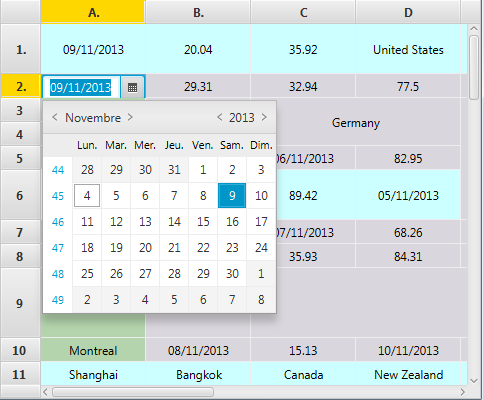 A. B. C D
1. 09/11/2013 20.04 35.92 United States
2. 09/11/2013 29.31 32.94 77.5
3 Germany
4
Novembre 2013
Lun. Mar. Mer. Jeu. Ven. Sam. Dim.
44 28 29 30 31 1 2 3
45 4 5 6 7 8 9 10
46 11 12 13 14 15 16 17
47 18 19 20 21 22 23 24
48 25 26 27 28 29 30 1
49 2 3 4 5 6 7 8
5 06/11/2013 82.95
6 89.42 05/11/2013
7 07/11/2013 68.26
8 35.93 84.31
9
10 Montreal 08/11/2013 15.13 10/11/2013
11 Shanghai Bangkok Canada New Zealand